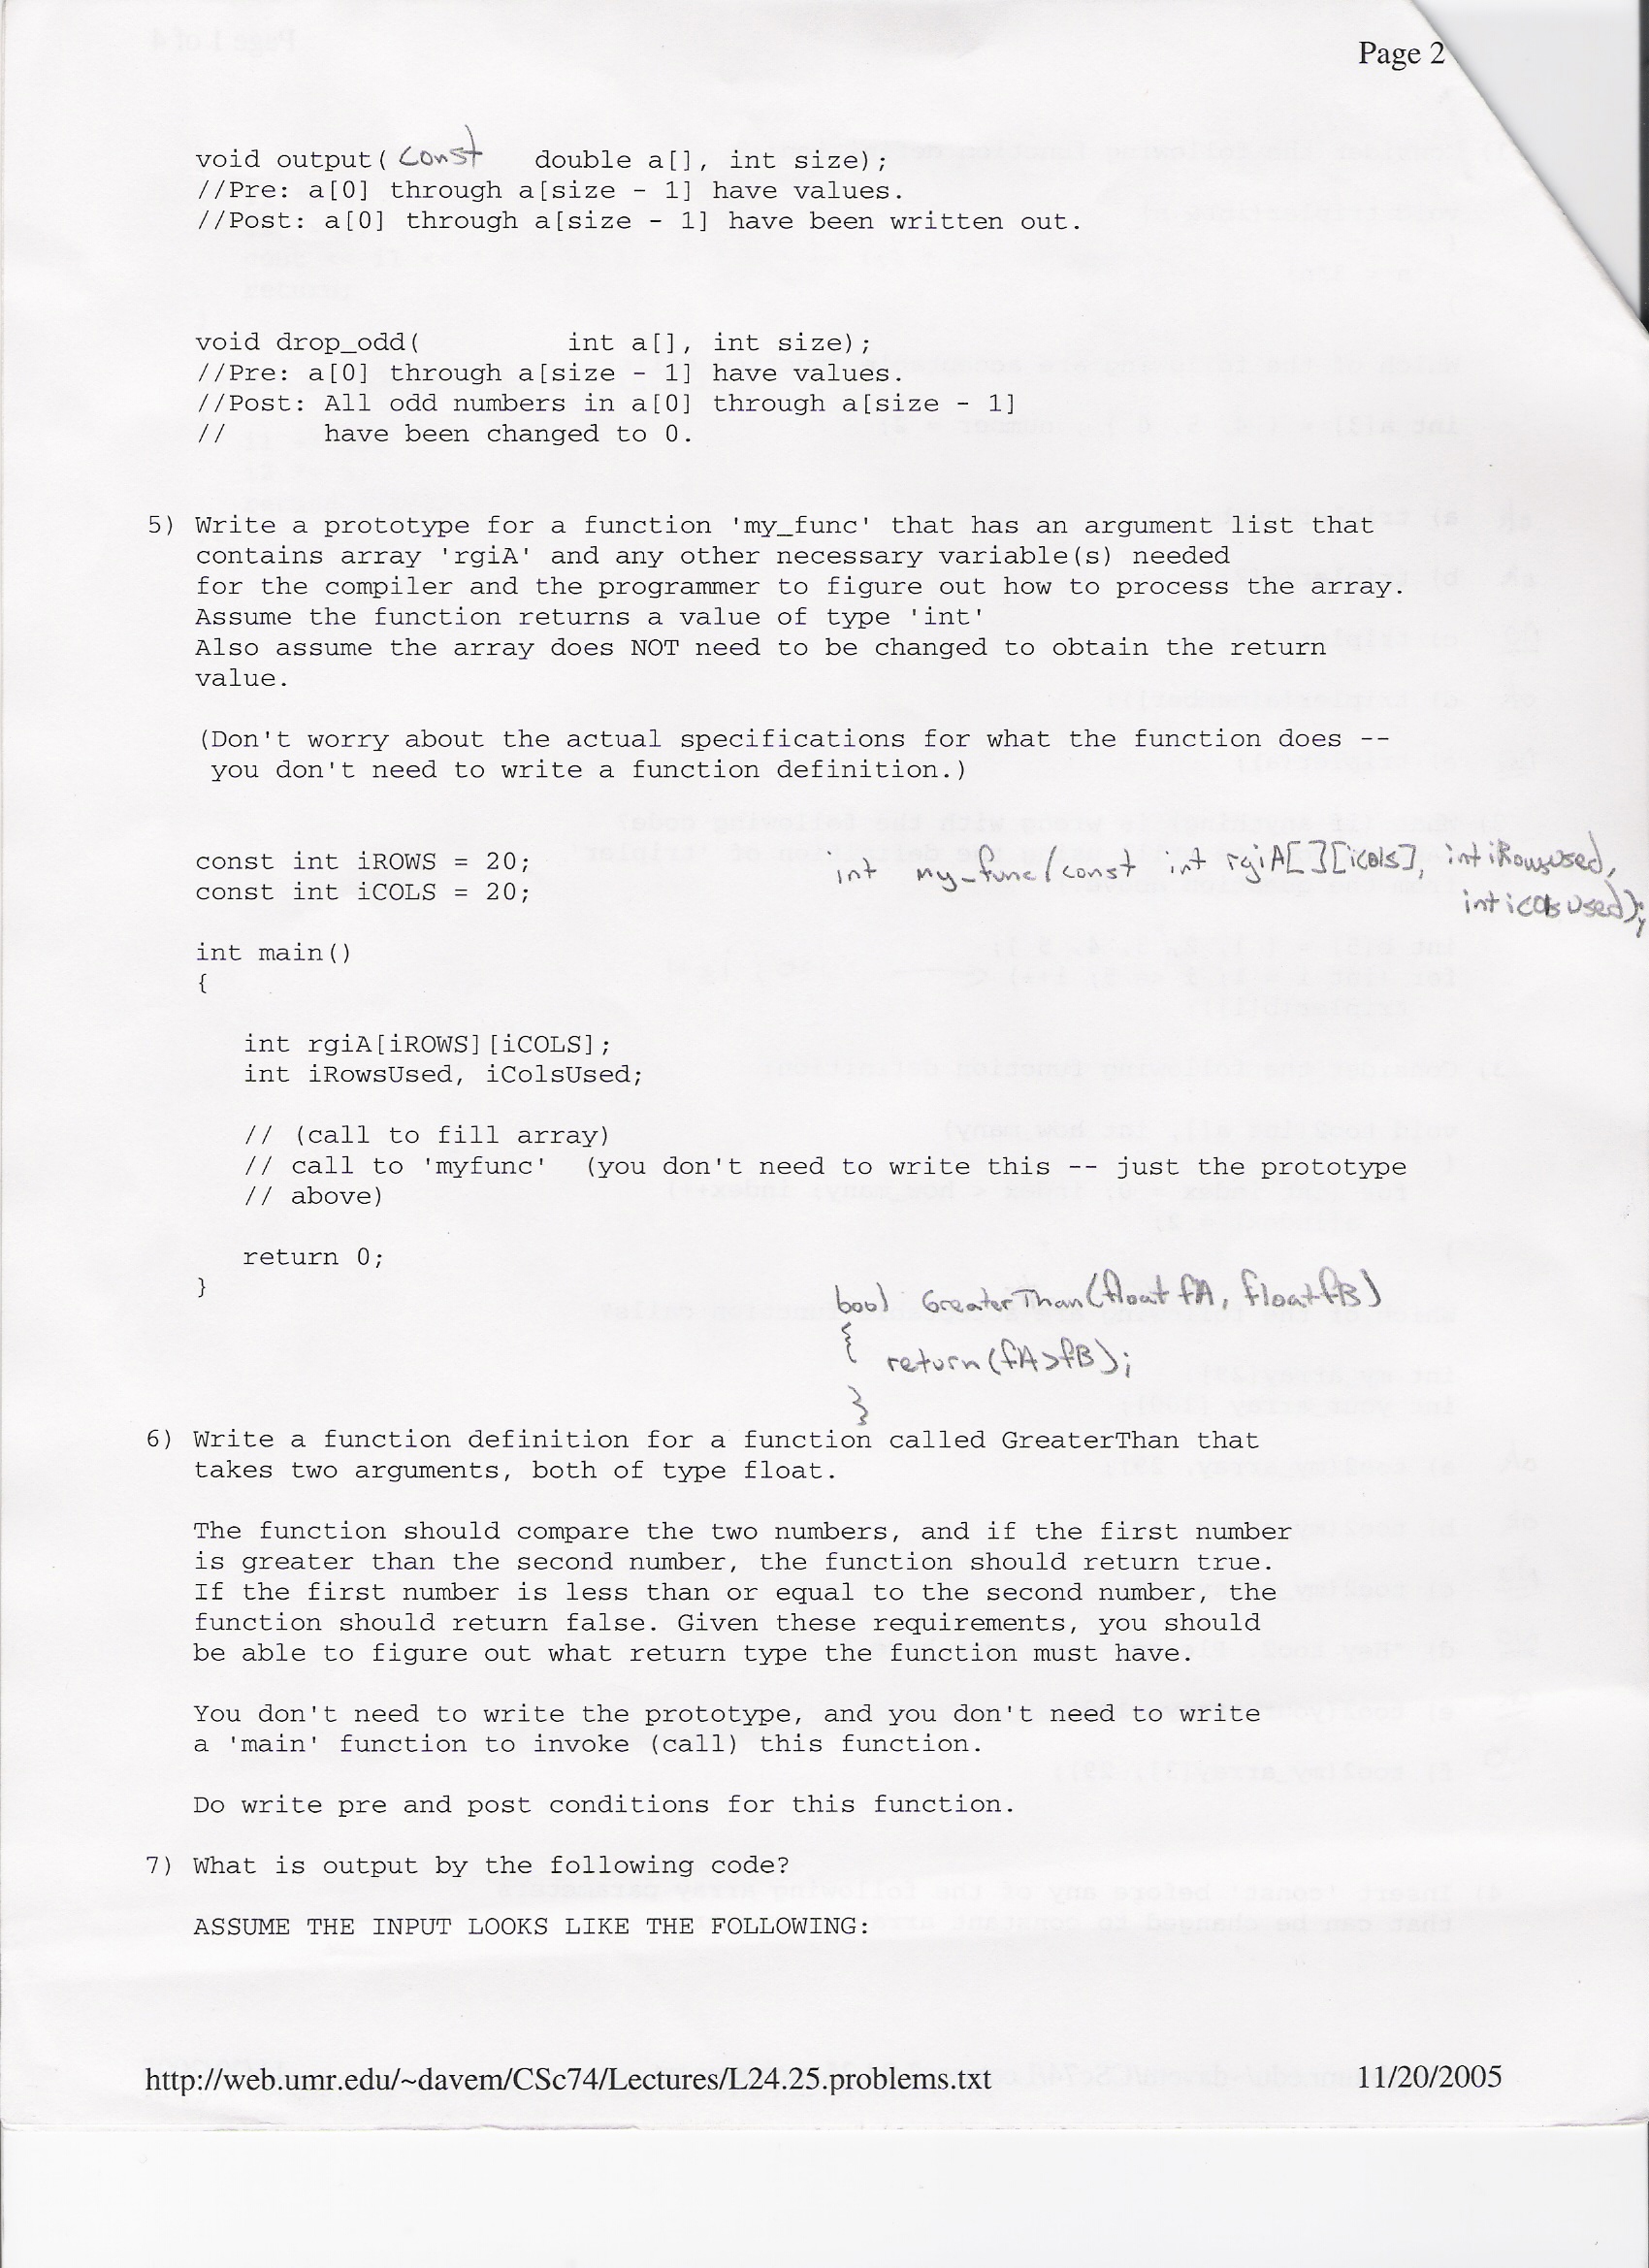 Page 2
void output( const double a[], int size);
//Pre: a[0] through a[size - 1] have values.
//Post: a[0] through a[size - 1] have been written out.
void drop_odd( int a[], int size);
//Pre: a[0] through a[size - 1] have values.
//Post: All odd numbers in a[0] through a[size - 1]
// have been changed to 0.
5) Write a prototype for a function 'my_func' that has an argument list that
contains array 'rgiA' and any other necessary variable(s) needed
for the compiler and the programmer to figure out how to process the array.
Assume the function returns a value of type 'int'
Also assume the array does NOT need to be changed to obtain the return
value.
(Don't worry about the actual specifications for what the function does --
you don't need to write a function definition.)
const int iROWS = 20;
const int iCOLS = 20;
int my_func(const int rgiA[][icols], int iRowsused,
int icolsused);
int main()
{
int rgiA[iROWS][iCOLS];
int iRowsUsed, iColsUsed;
// (call to fill array)
// call to 'myfunc' (you don't need to write this -- just the prototype
// above)
return 0;
}
bool GreaterThan(float fA, float fB)
{
return(fA>fB);
}
6) Write a function definition for a function called GreaterThan that
takes two arguments, both of type float.
The function should compare the two numbers, and if the first number
is greater than the second number, the function should return true.
If the first number is less than or equal to the second number, the
function should return false. Given these requirements, you should
be able to figure out what return type the function must have.
You don't need to write the prototype, and you don't need to write
a 'main' function to invoke (call) this function.
Do write pre and post conditions for this function.
7) What is output by the following code?
ASSUME THE INPUT LOOKS LIKE THE FOLLOWING:
http://web.umr.edu/~davem/CSc74/Lectures/L24.25.problems.txt 11/20/2005